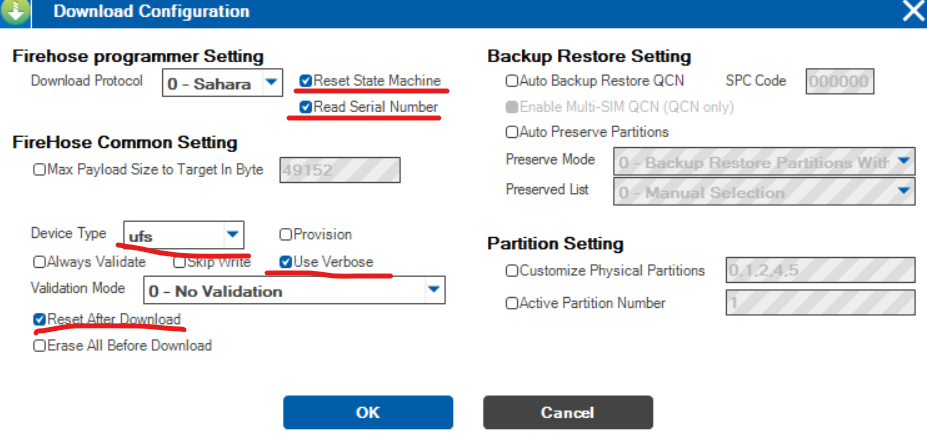 Download Configuration
Firehose programmer Setting
Download Protocol 0 - Sahara Reset State Machine
Read Serial Number
FireHose Common Setting
Max Payload Size to Target In Byte 49152
Device Type ufs Provision
Always Validate Skip Write Use Verbose
Validation Mode 0 - No Validation
Reset After Download
Erase All Before Download
Backup Restore Setting
Auto Backup Restore QCN SPC Code 000000
Enable Multi-SIM QCN (QCN only)
Auto Preserve Partitions
Preserve Mode 0 - Backup Restore Partitions With
Preserved List 0 - Manual Selection
Partition Setting
Customize Physical Partitions 0,1,2,4,5
Active Partition Number 1
OK Cancel